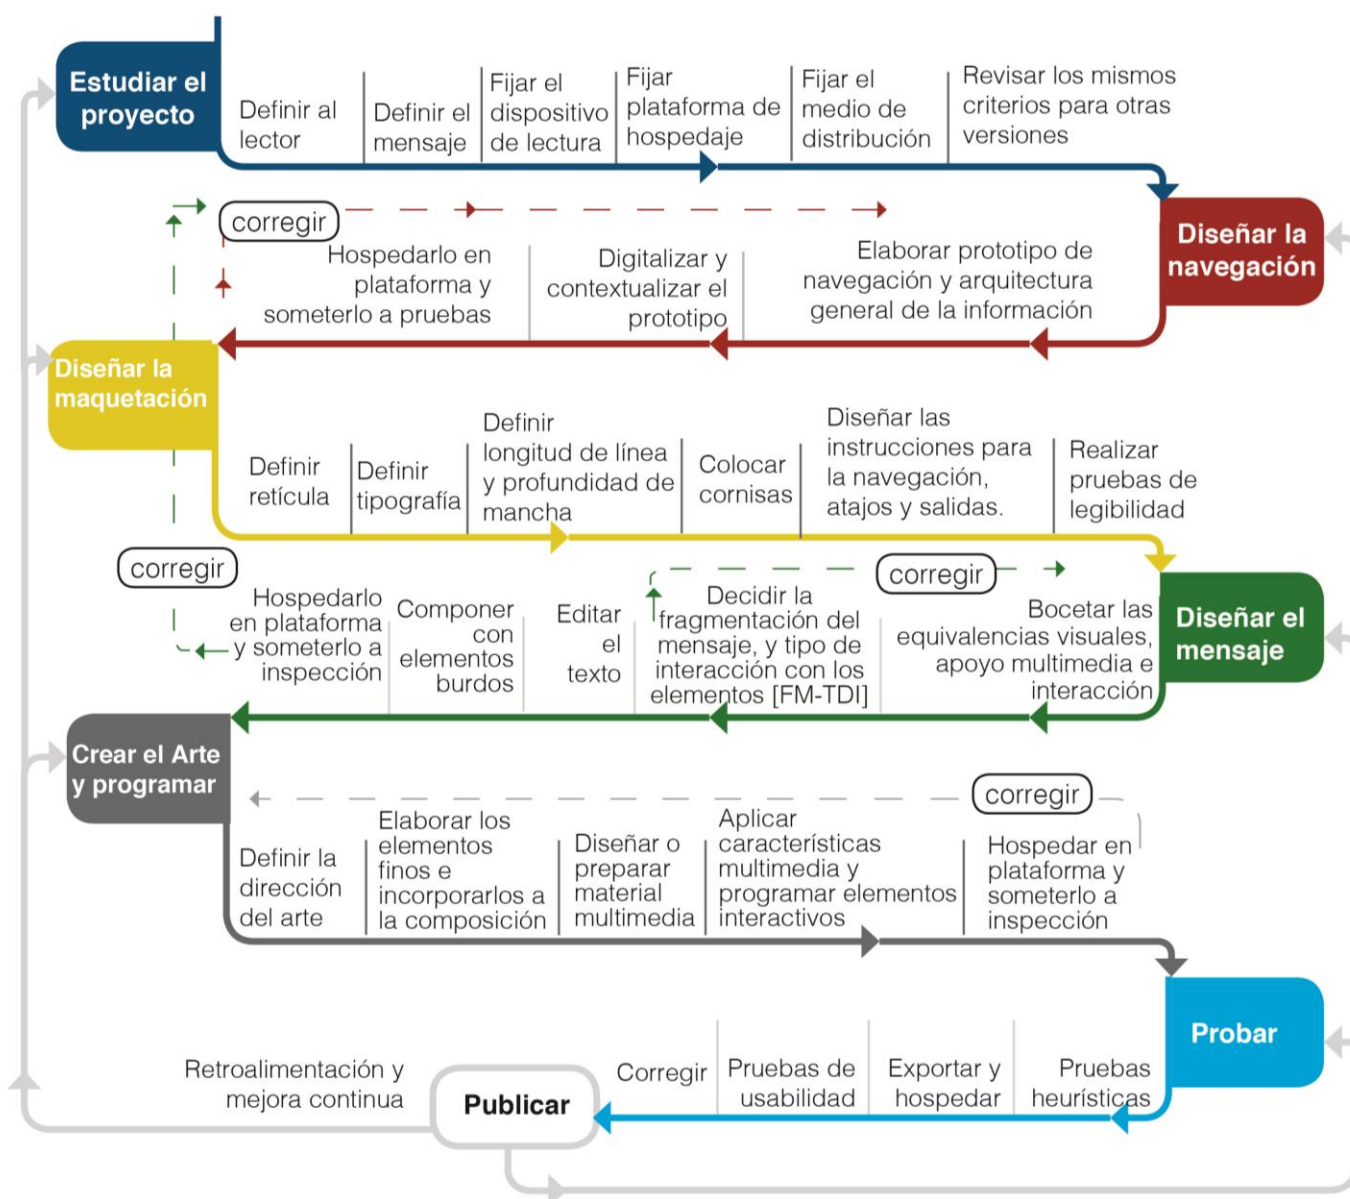 Estudiar el
proyecto
Definir al
lector
Definir el
mensaje
Fijar el
dispositivo
de lectura
Fijar
plataforma de
hospedaje
Fijar el
medio de
distribución
Revisar los mismos
criterios para otras
versiones
Diseñar la
navegación
Elaborar prototipo de
navegación y arquitectura
general de la información
Digitalizar y
contextualizar el
prototipo
Hospedarlo en
plataforma y
someterlo a pruebas
corregir
Diseñar la
maquetación
Definir
retícula
Definir
tipografía
Definir
longitud de línea
y profundidad de
mancha
Colocar
cornisas
Diseñar las
instrucciones para
la navegación,
atajos y salidas.
Realizar
pruebas de
legibilidad
Diseñar el
mensaje
Bocetar las
equivalencias visuales,
apoyo multimedia e
interacción
corregir
Decidir la
fragmentación del
mensaje, y tipo de
interacción con los
elementos [FM-TDI]
Editar
el
texto
Componer
con
elementos
burdos
Hospedarlo
en plataforma
y someterlo a
inspección
corregir
Crear el Arte
y programar
Definir la
dirección
del arte
Elaborar los
elementos
finos e
incorporarlos a
la composición
Diseñar o
preparar
material
multimedia
Aplicar
características
multimedia y
programar elementos
interactivos
Hospedar en
plataforma y
someterlo a
inspección
corregir
Probar
Pruebas
heurísticas
Exportar y
hospedar
Pruebas de
usabilidad
Corregir
Publicar
Retroalimentación y
mejora continua